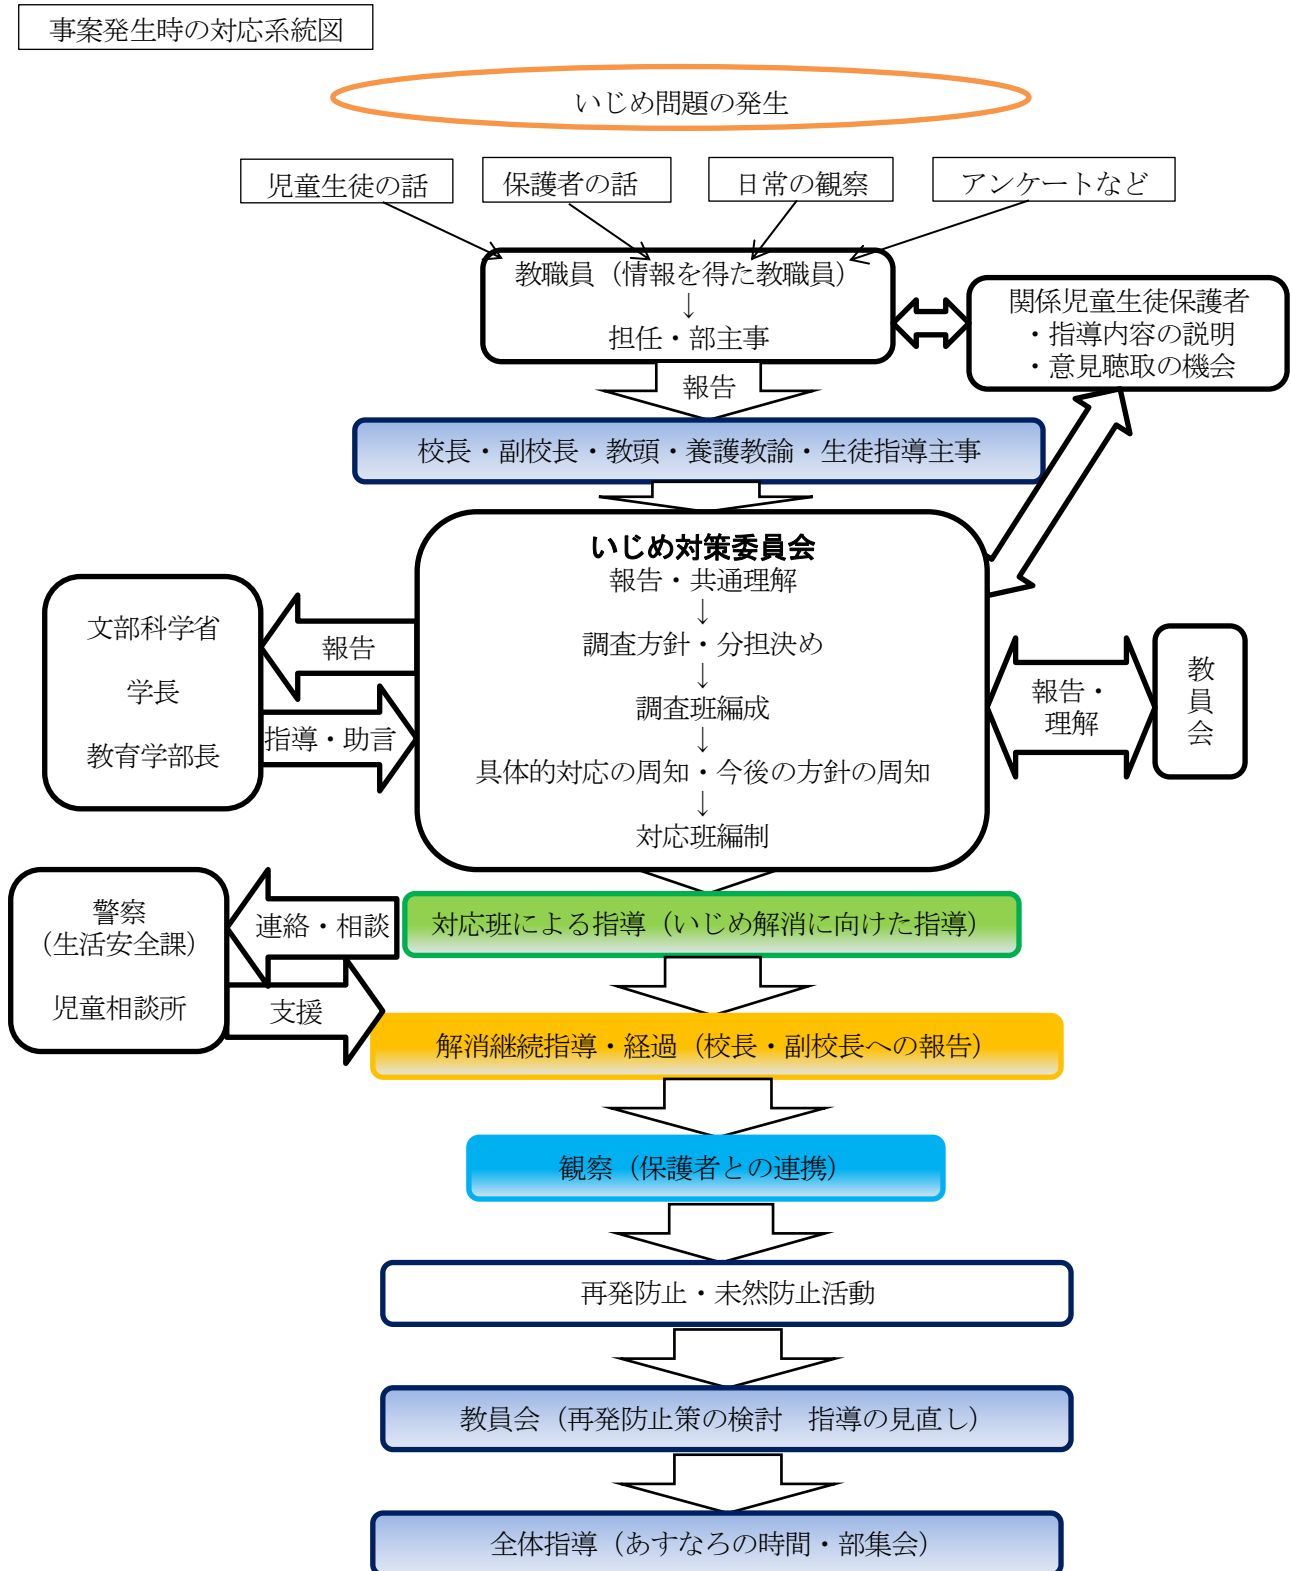 事案発生時の対応系統図
いじめ問題の発生
児童生徒の話
保護者の話
日常の観察
アンケートなど
教職員（情報を得た教職員）
↓
担任・部主事
関係児童生徒保護者
・指導内容の説明
・意見聴取の機会
報告
校長・副校長・教頭・養護教諭・生徒指導主事
いじめ対策委員会
報告・共通理解
↓
調査方針・分担決め
↓
調査班編成
↓
具体的対応の周知・今後の方針の周知
↓
対応班編制
文部科学省
学長
教育学部長
報告
指導・助言
報告・
理解
教
員
会
警察
（生活安全課）
児童相談所
連絡・相談
支援
対応班による指導（いじめ解消に向けた指導）
解消継続指導・経過（校長・副校長への報告）
観察（保護者との連携）
再発防止・未然防止活動
教員会（再発防止策の検討　指導の見直し）
全体指導（あすなろの時間・部集会）